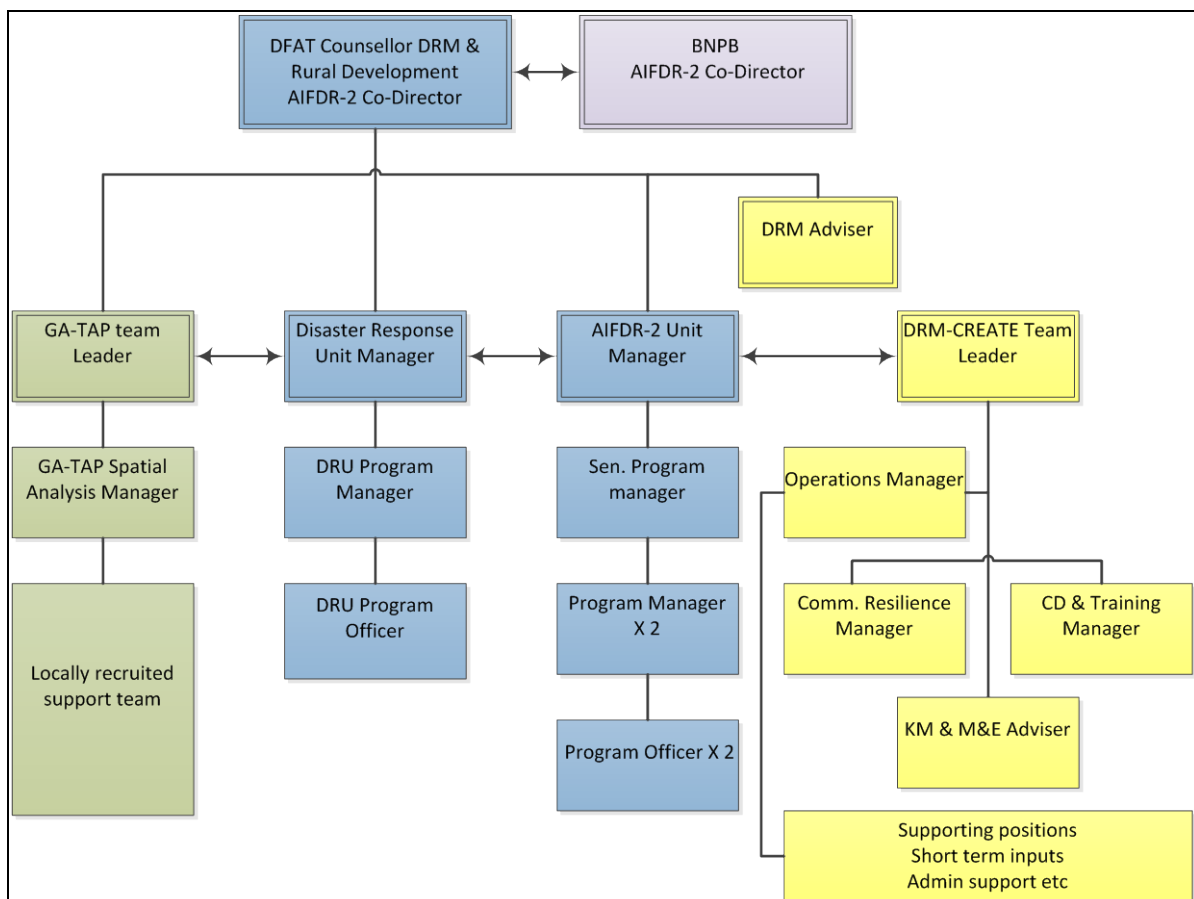 DFAT Counsellor DRM &
Rural Development
AIFDR-2 Co-Director
BNPB
AIFDR-2 Co-Director
DRM Adviser
GA-TAP team
Leader
Disaster Response
Unit Manager
AIFDR-2 Unit
Manager
DRM-CREATE Team
Leader
GA-TAP Spatial
Analysis Manager
DRU Program
Manager
Sen. Program
manager
Operations Manager
Locally recruited
support team
DRU Program
Officer
Program Manager
X 2
Comm. Resilience
Manager
CD & Training
Manager
Program Officer X 2
KM & M&E Adviser
Supporting positions
Short term inputs
Admin support etc